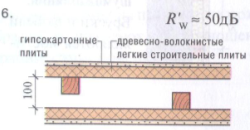 6.
R'w ≈ 50дБ
гипсокартонные
плиты
древесно-волокнистые
легкие строительные плиты
100